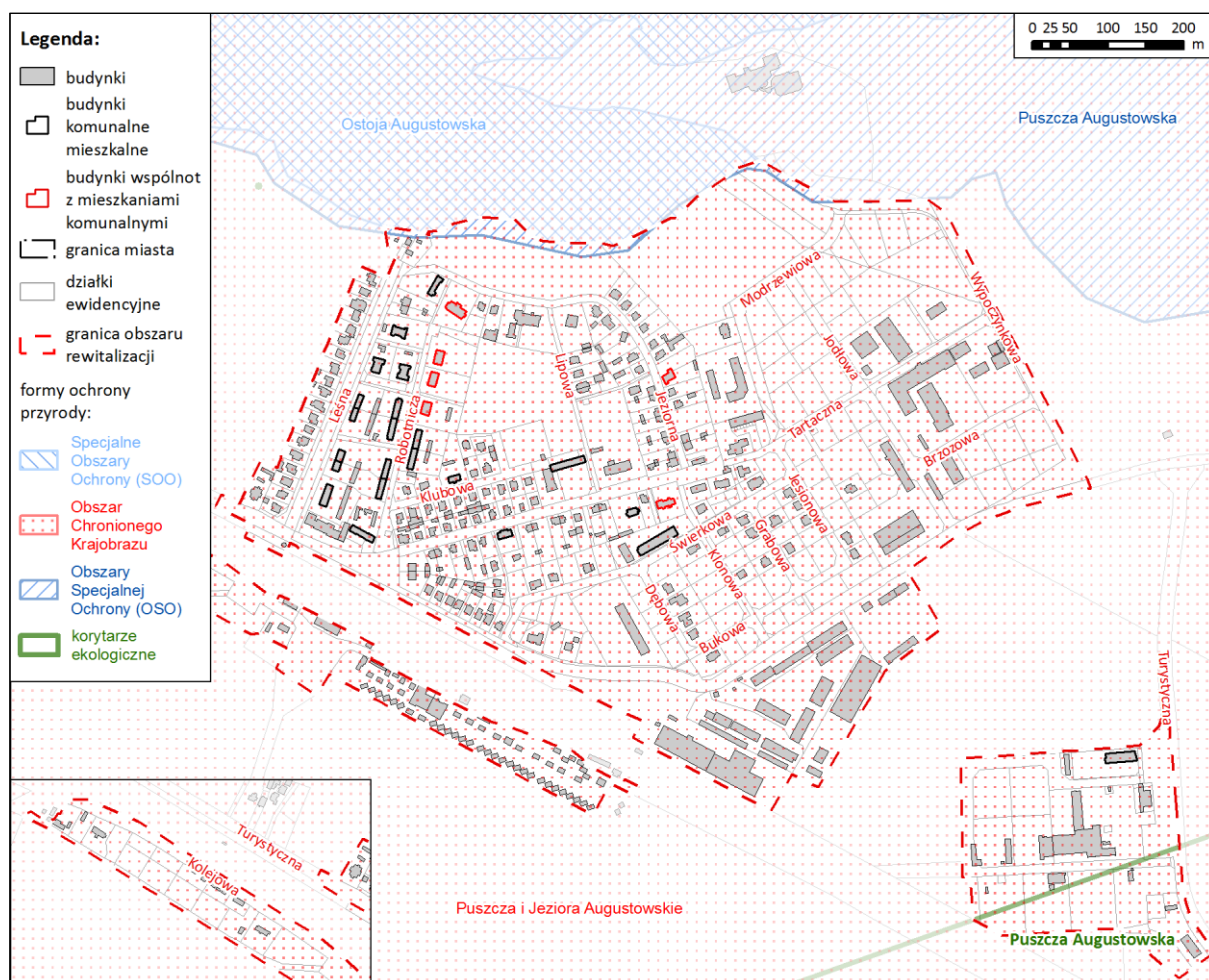 Legenda:
budynki
budynki
komunalne
mieszkalne
budynki wspólnot
z mieszkaniami
komunalnymi
granica miasta
działki
ewidencyjne
granica obszaru
rewitalizacji
formy ochrony
przyrody:
Specjalne
Obszary
Ochrony (SOO)
Obszar
Chronionego
Krajobrazu
Obszary
Specjalnej
Ochrony (OSO)
korytarze
ekologiczne
0 25 50 100 150 200
m
Ostoja Augustowska
Puszcza Augustowska
Modrzewiowa
Wypoczynkowa
Jodłowa
Lipowa
Jeziorna
Leśna
Robotnicza
Tartaczna
Brzozowa
Klubowa
Jesionowa
Świerkowa
Grabowa
Klonowa
Dębowa
Bukowa
Turystyczna
Turystyczna
Kolejowa
Puszcza i Jeziora Augustowskie
Puszcza Augustowska